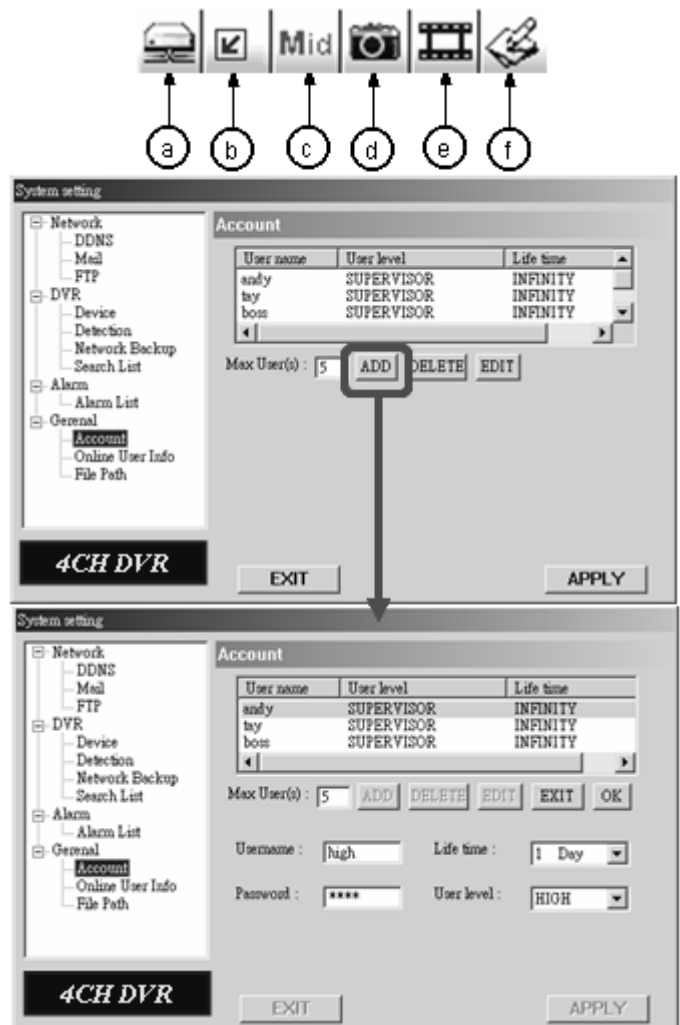 Mid
a b c d e f
System setting
Network
DDNS
Mail
FTP
DVR
Device
Detection
Network Backup
Search List
Alarm
Alarm List
Gerenal
Account
Online User Info
File Path
4CH DVR
Account
User name User level Life time
andy SUPERVISOR INFINITY
tay SUPERVISOR INFINITY
boss SUPERVISOR INFINITY
Max User(s) : 5 ADD DELETE EDIT
EXIT APPLY
System setting
Network
DDNS
Mail
FTP
DVR
Device
Detection
Network Backup
Search List
Alarm
Alarm List
Gerenal
Account
Online User Info
File Path
4CH DVR
Account
User name User level Life time
andy SUPERVISOR INFINITY
tay SUPERVISOR INFINITY
boss SUPERVISOR INFINITY
Max User(s) : 5 ADD DELETE EDIT EXIT OK
Username : high Life time : 1 Day
Password : **** User level : HIGH
EXIT APPLY